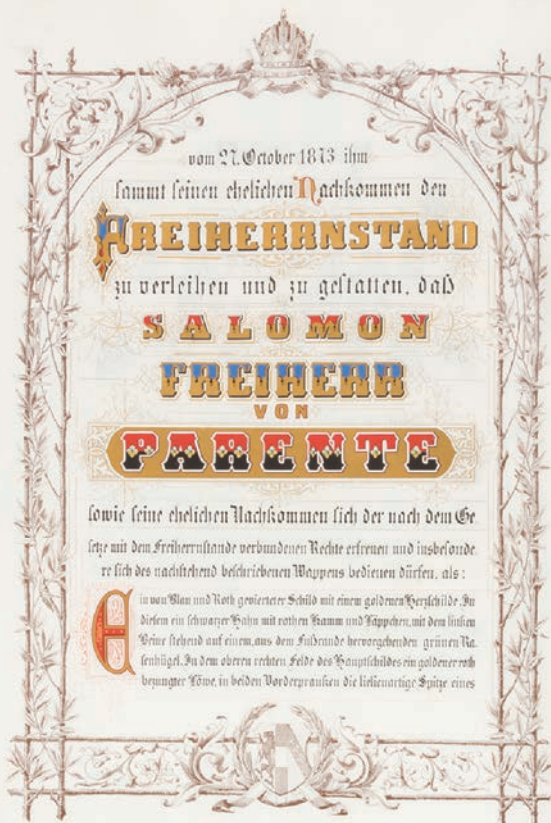 vom 27. October 1873 ihm
sammt seinen ehelichen Nachkommen den
FREIHERRNSTAND
zu verleihen und zu gestatten, daß
SALOMON
FREIHERR
VON
PARENTE
sowie seine ehelichen Nachkommen sich der nach dem Ge
setze mit dem Freiherrnstande verbundenen Rechte erfreuen und insbesonde
re sich des nachstehend beschriebenen Wappens bedienen dürfen, als:
Ein von Blau und Roth gevierteter Schild mit einem goldenen Herzschilde. In
diesem ein schwarzer Hahn mit rothen Kamm und Läppchen, mit dem linken
Beine stehend auf einem, aus dem Fußrande hervorgehenden grünen Ra
senhügel. In dem oberen rechten Felde des Hauptschildes ein goldener roth
bezungter Löwe, in beiden Vorderpranken die lilienartige Spitze eines